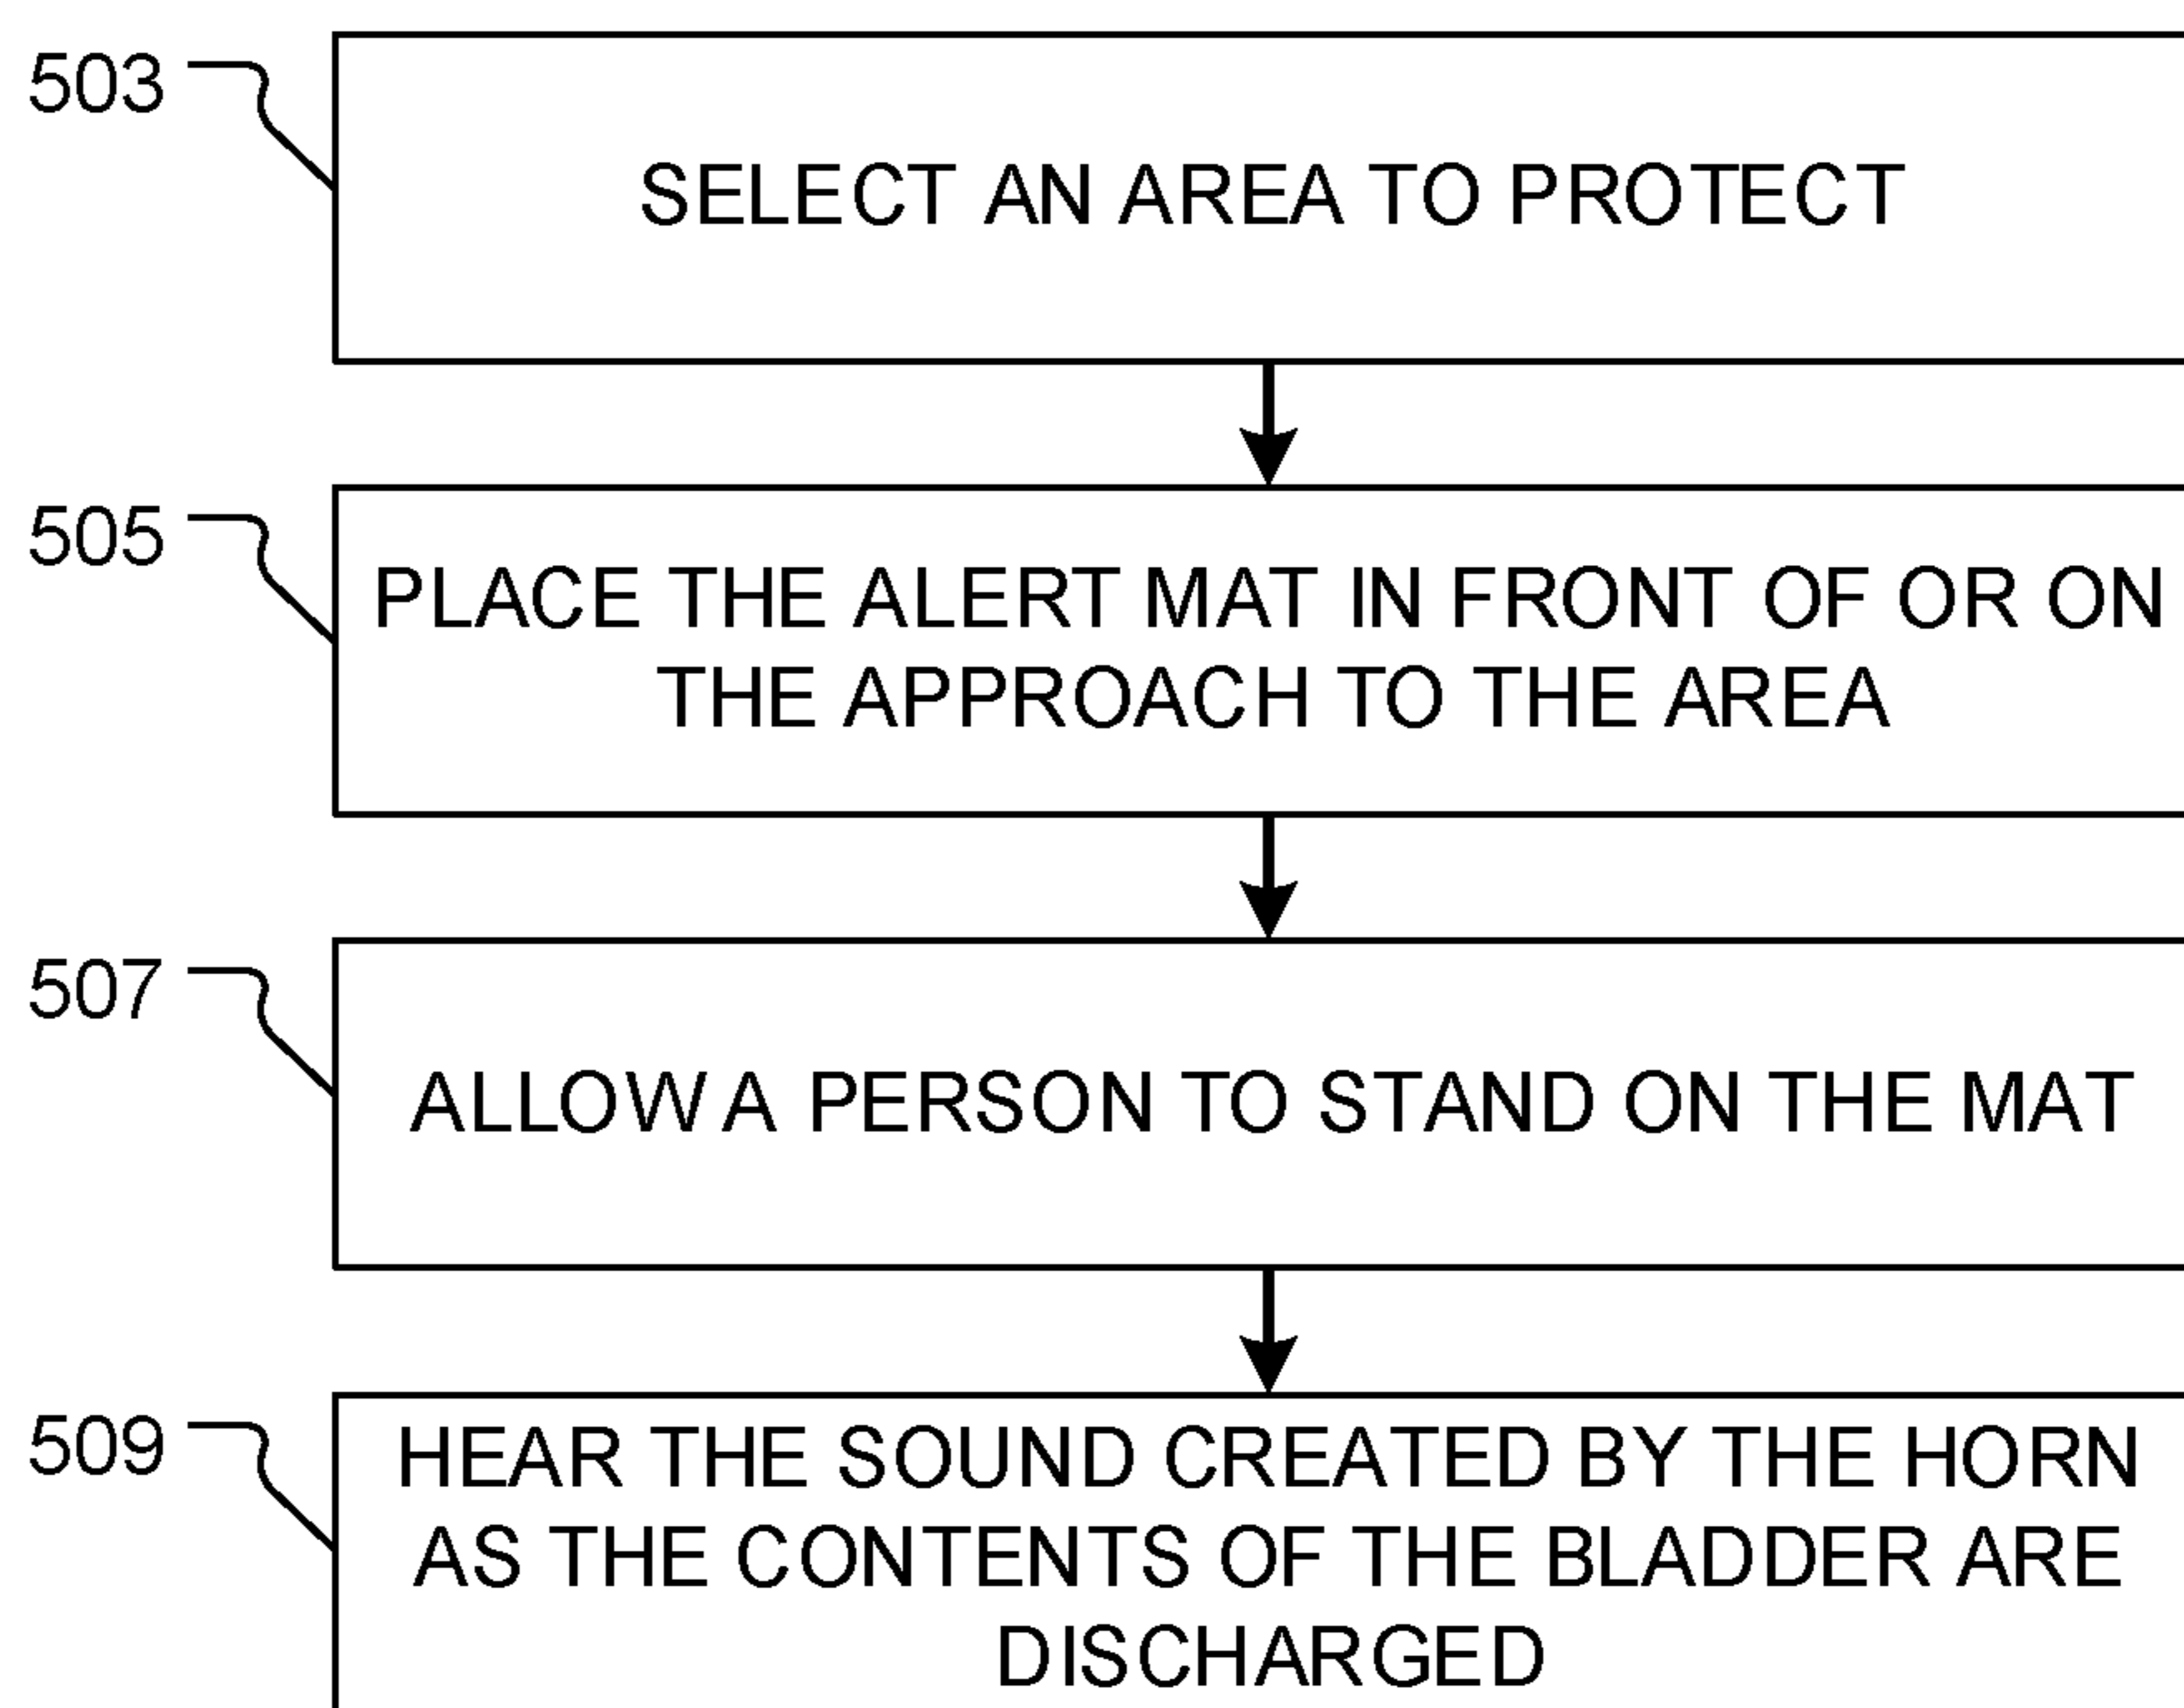 503
SELECT AN AREA TO PROTECT
505
PLACE THE ALERT MAT IN FRONT OF OR ON
THE APPROACH TO THE AREA
507
ALLOW A PERSON TO STAND ON THE MAT
509
HEAR THE SOUND CREATED BY THE HORN
AS THE CONTENTS OF THE BLADDER ARE
DISCHARGED